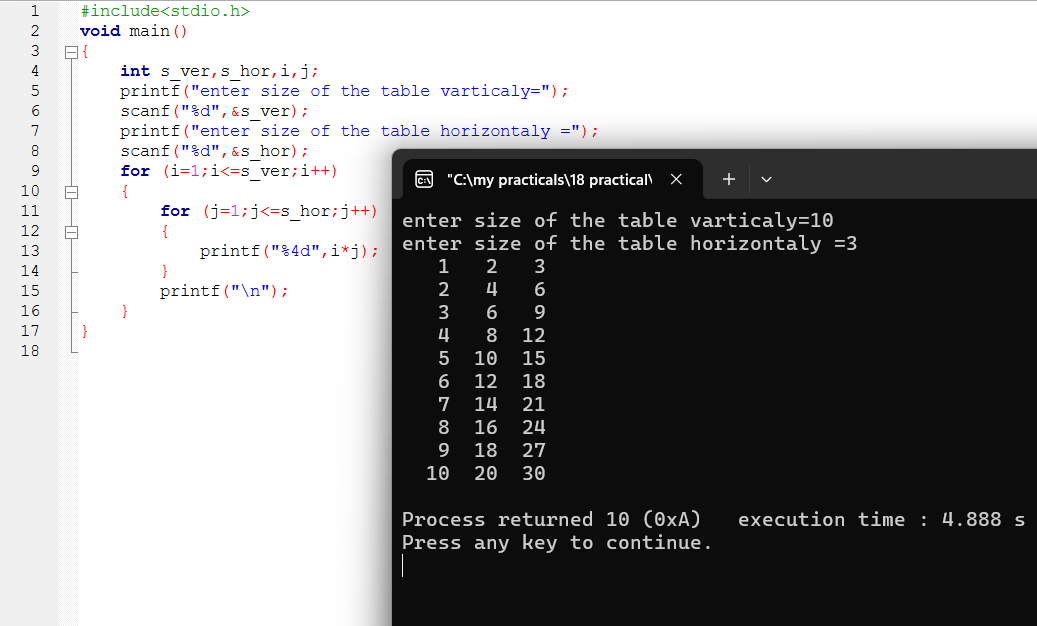 1 #include<stdio.h>
2 void main()
3 {
4 int s_ver,s_hor,i,j;
5 printf("enter size of the table varticaly=");
6 scanf("%d",&s_ver);
7 printf("enter size of the table horizontaly =");
8 scanf("%d",&s_hor);
9 for (i=1;i<=s_ver;i++)
10 {
11 for (j=1;j<=s_hor;j++)
12 {
13 printf("%4d",i*j);
14 }
15 printf("\n");
16 }
17 }
18
"C:\my practicals\18 practical\
enter size of the table varticaly=10
enter size of the table horizontaly =3
1 2 3
2 4 6
3 6 9
4 8 12
5 10 15
6 12 18
7 14 21
8 16 24
9 18 27
10 20 30
Process returned 10 (0xA) execution time : 4.888 s
Press any key to continue.